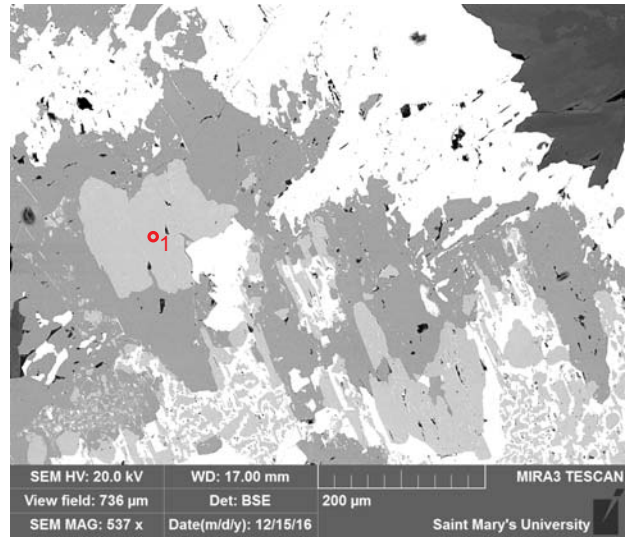 1
SEM HV: 20.0 kV WD: 17.00 mm MIRA3 TESCAN
View field: 736 µm Det: BSE 200 µm
SEM MAG: 537 x Date(m/d/y): 12/15/16 Saint Mary's University